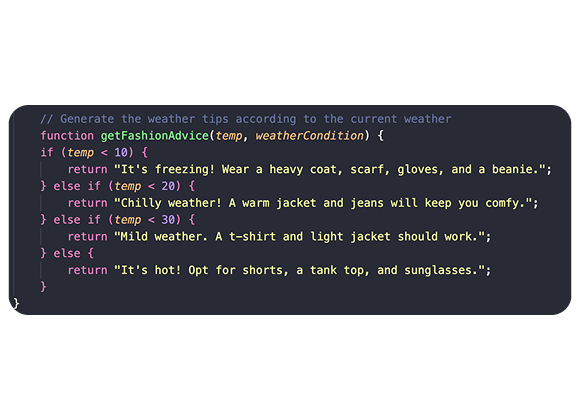 // Generate the weather tips according to the current weather
function getFashionAdvice(temp, weatherCondition) {
if (temp < 10) {
return "It's freezing! Wear a heavy coat, scarf, gloves, and a beanie.";
} else if (temp < 20) {
return "Chilly weather! A warm jacket and jeans will keep you comfy.";
} else if (temp < 30) {
return "Mild weather. A t-shirt and light jacket should work.";
} else {
return "It's hot! Opt for shorts, a tank top, and sunglasses.";
}
}